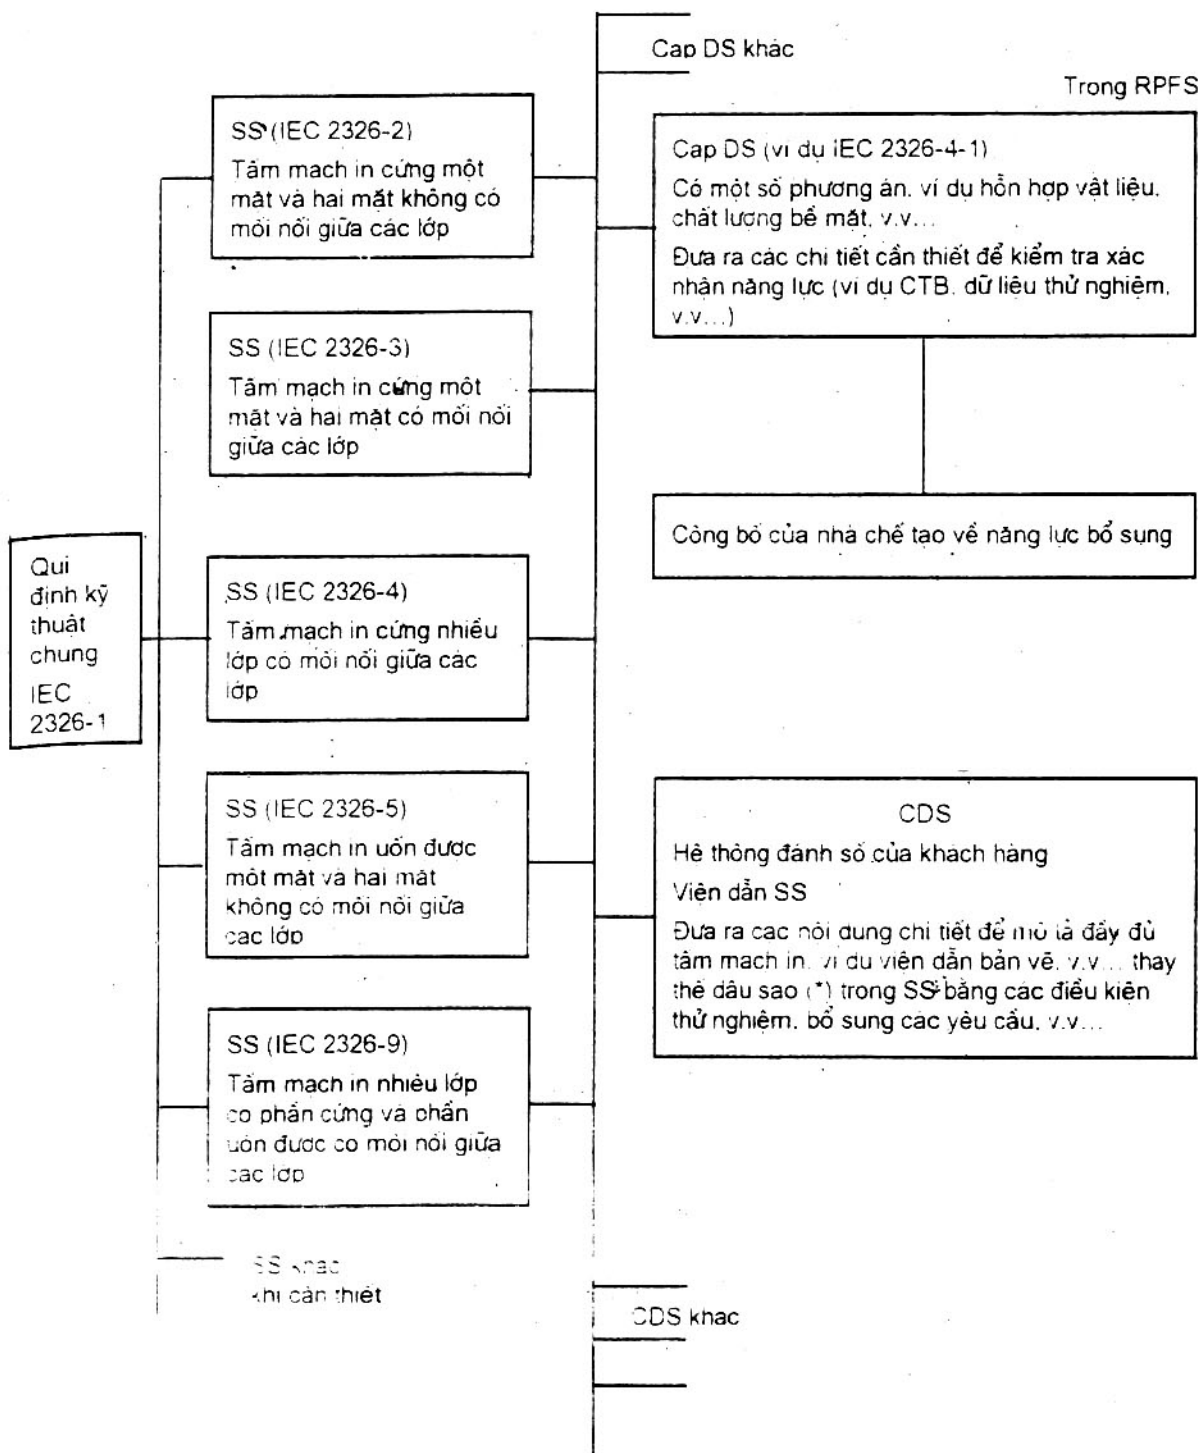 Qui
định kỹ
thuật
chung
IEC
2326-1
SS (IEC 2326-2)
Tấm mạch in cứng một
mặt và hai mặt không có
mối nối giữa các lớp
SS (IEC 2326-3)
Tấm mạch in cứng một
mặt và hai mặt có mối nối
giữa các lớp
SS (IEC 2326-4)
Tấm mạch in cứng nhiều
lớp có mối nối giữa các
lớp
SS (IEC 2326-5)
Tấm mạch in uốn được
một mặt và hai mặt
không có mối nối giữa
các lớp
SS (IEC 2326-9)
Tấm mạch in nhiều lớp
có phần cứng và phần
uốn được có mối nối giữa
các lớp
SS khác
khi cần thiết
Cap DS khác
Trong RPFS
Cap DS (ví dụ IEC 2326-4-1)
Có một số phương án, ví dụ hỗn hợp vật liệu,
chất lượng bề mặt, v.v...
Đưa ra các chi tiết cần thiết để kiểm tra xác
nhận năng lực (ví dụ CTB, dữ liệu thử nghiệm,
v.v...)
Công bố của nhà chế tạo về năng lực bổ sung
CDS
Hệ thống đánh số của khách hàng
Viện dẫn SS
Đưa ra các nội dung chi tiết để mô tả đầy đủ
tấm mạch in, ví dụ viện dẫn bản vẽ, v.v... thay
thế dấu sao (*) trong SS bằng các điều kiện
thử nghiệm, bổ sung các yêu cầu, v.v...
CDS khác